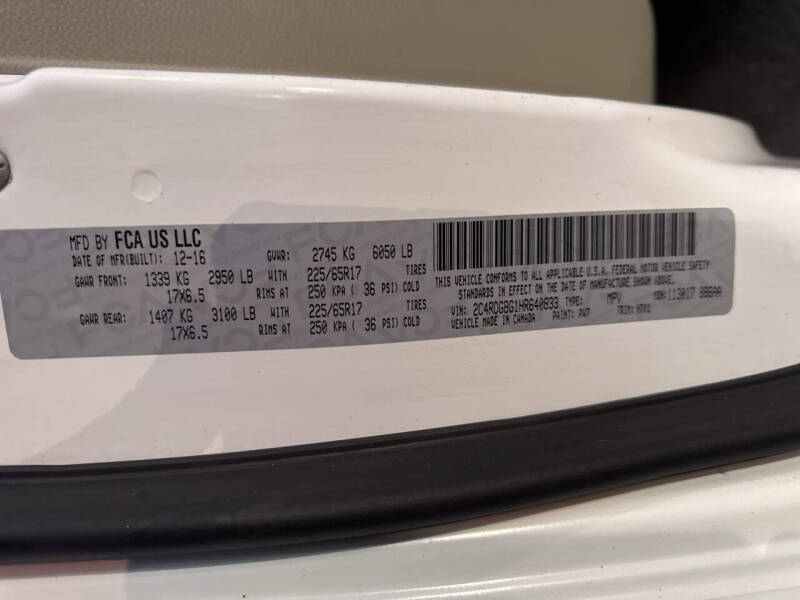 MFD BY FCA US LLC
DATE OF MFR(BUILT): 12-16 GVWR: 2745 KG 6050 LB
GAWR FRONT: 1339 KG 2950 LB WITH 225/65R17 TIRES
17X6.5 RIMS AT 250 KPA ( 36 PSI) COLD
GAWR REAR: 1407 KG 3100 LB WITH 225/65R17 TIRES
17X6.5 RIMS AT 250 KPA ( 36 PSI) COLD
THIS VEHICLE CONFORMS TO ALL APPLICABLE U.S.A. FEDERAL MOTOR VEHICLE SAFETY
STANDARDS IN EFFECT ON THE DATE OF MANUFACTURE SHOWN ABOVE.
VIN: 2C4RDGBG1HR640833 TYPE: MPV MDH: 113017
VEHICLE MADE IN CANADA PAINT: PW7 TRIM: